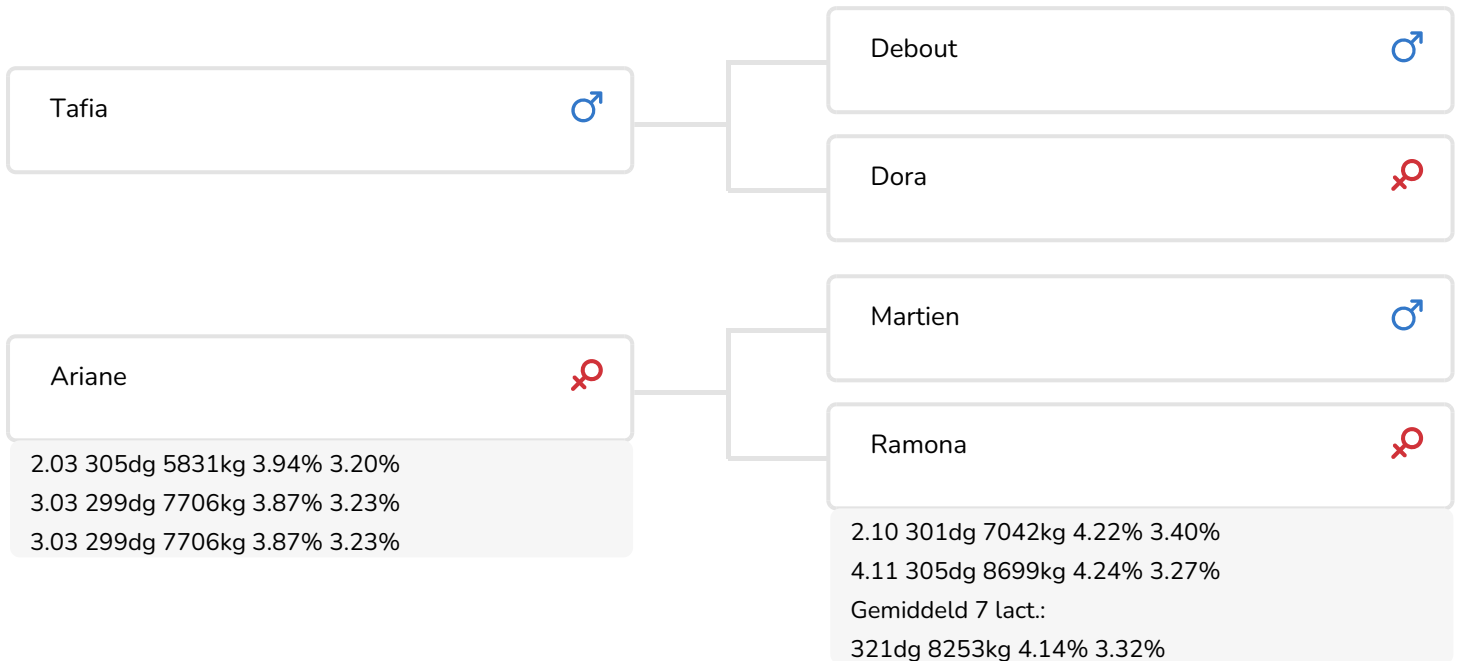 Debout
Tafia
Dora
Martien
Ariane
2.03 305dg 5831kg 3.94% 3.20%
3.03 299dg 7706kg 3.87% 3.23%
3.03 299dg 7706kg 3.87% 3.23%
Ramona
2.10 301dg 7042kg 4.22% 3.40%
4.11 305dg 8699kg 4.24% 3.27%
Gemiddeld 7 lact.:
321dg 8253kg 4.14% 3.32%